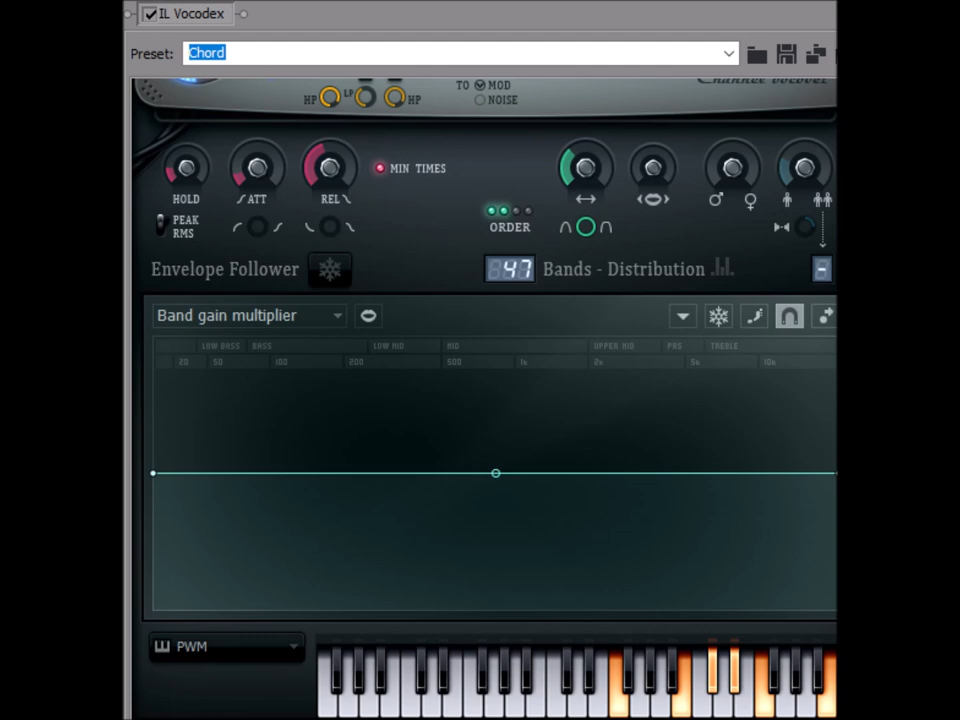 IL Vocodex
Preset: Chord
TO MOD
HP LP HP NOISE
MIN TIMES
HOLD ATT REL
PEAK
RMS
ORDER
Envelope Follower 47 Bands - Distribution
Band gain multiplier
LOW BASS BASS LOW MID MID UPPER MID PRS TREBLE
20 50 100 200 500 1k 2k 5k 10k
PWM